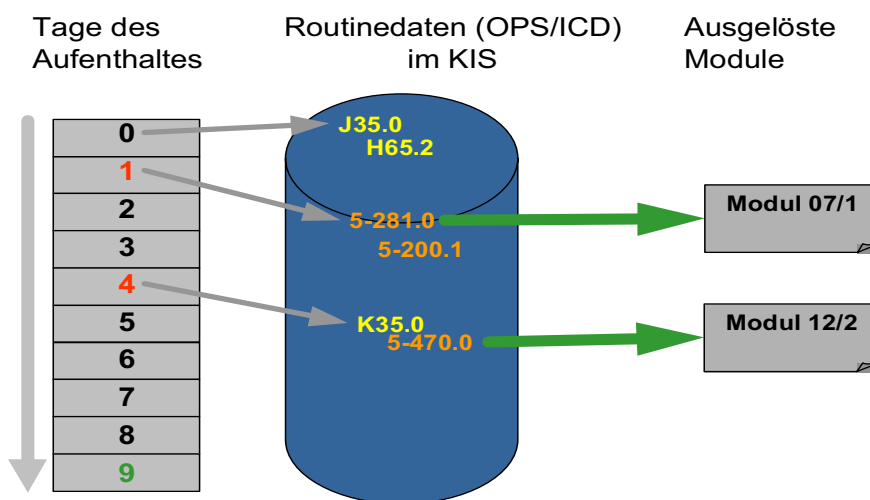 Tage des
Aufenthaltes
Routinedaten (OPS/ICD)
im KIS
Ausgelöste
Module
0
1
2
3
4
5
6
7
8
9
J35.0
H65.2
5-281.0
5-200.1
K35.0
5-470.0
Modul 07/1
Modul 12/2